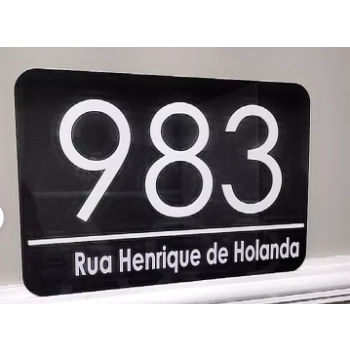 983
Rua Henrique de Holanda